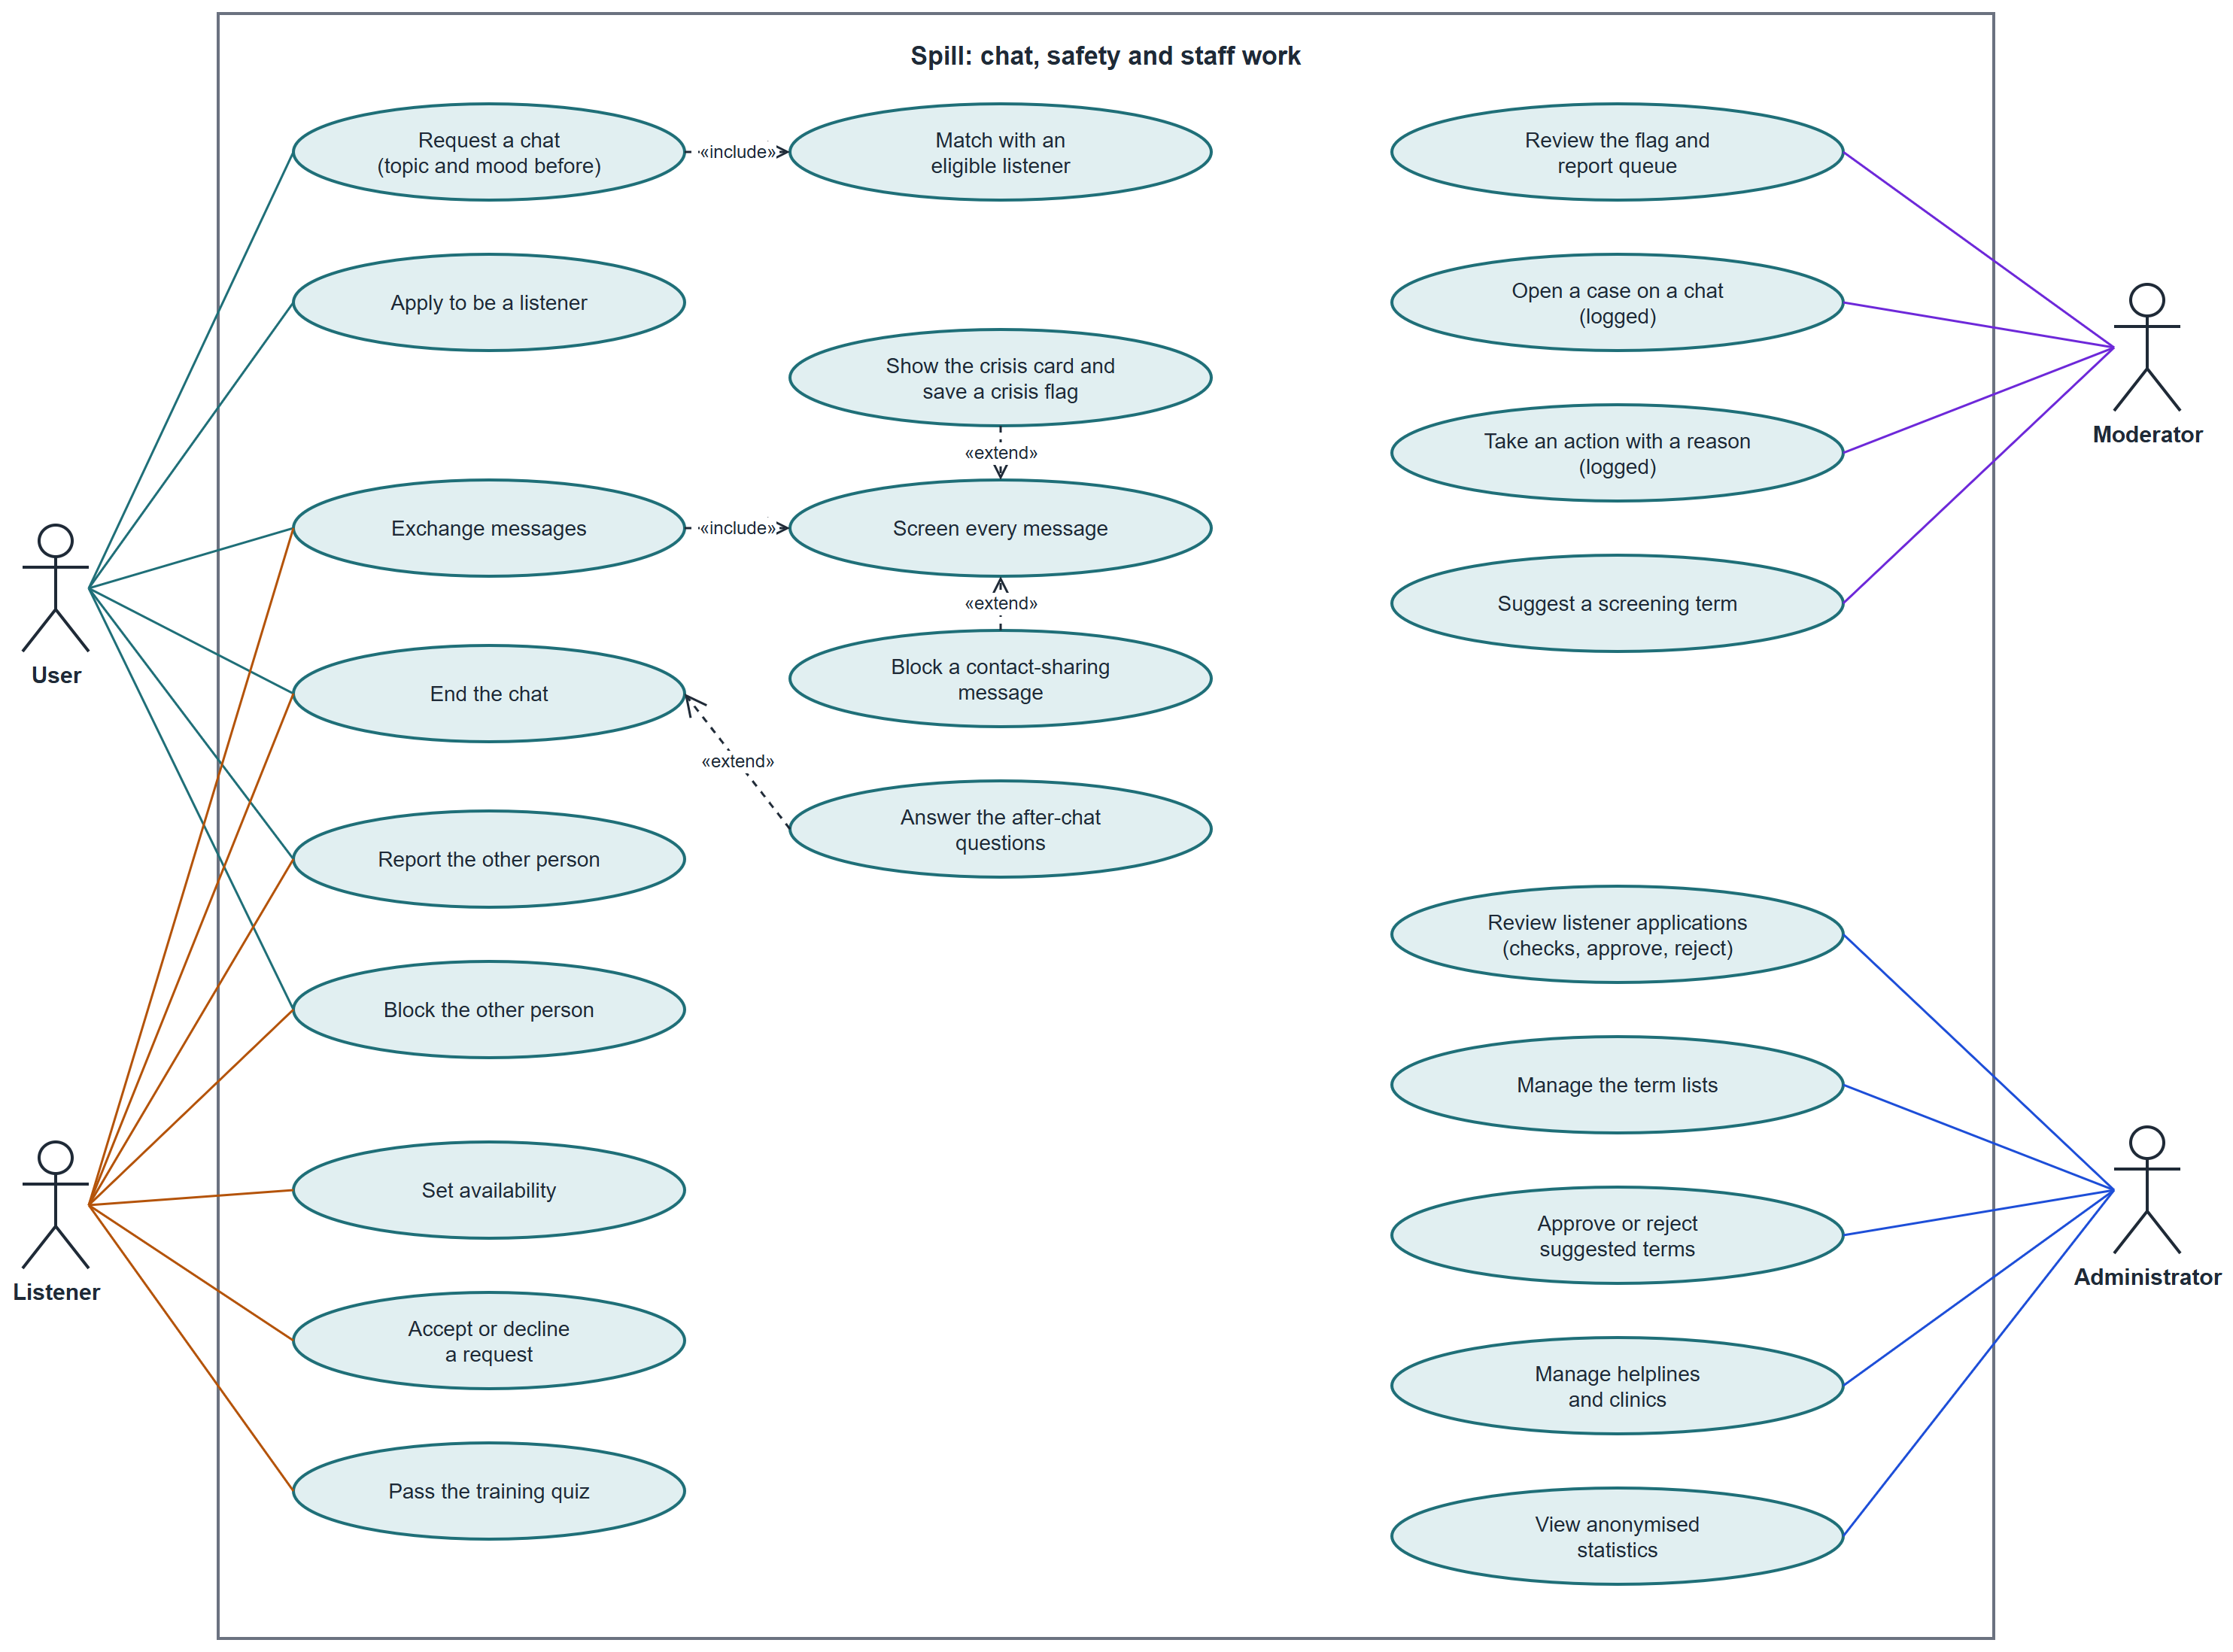 Spill: chat, safety and staff work
Request a chat
(topic and mood before)
«include»
Match with an
eligible listener
Review the flag and
report queue
Apply to be a listener
Open a case on a chat
(logged)
Show the crisis card and
save a crisis flag
Moderator
Take an action with a reason
(logged)
«extend»
Exchange messages
«include»
Screen every message
«extend»
Suggest a screening term
User
End the chat
Block a contact-sharing
message
«extend»
Answer the after-chat
questions
Report the other person
Review listener applications
(checks, approve, reject)
Block the other person
Manage the term lists
Set availability
Approve or reject
suggested terms
Listener
Administrator
Accept or decline
a request
Manage helplines
and clinics
Pass the training quiz
View anonymised
statistics